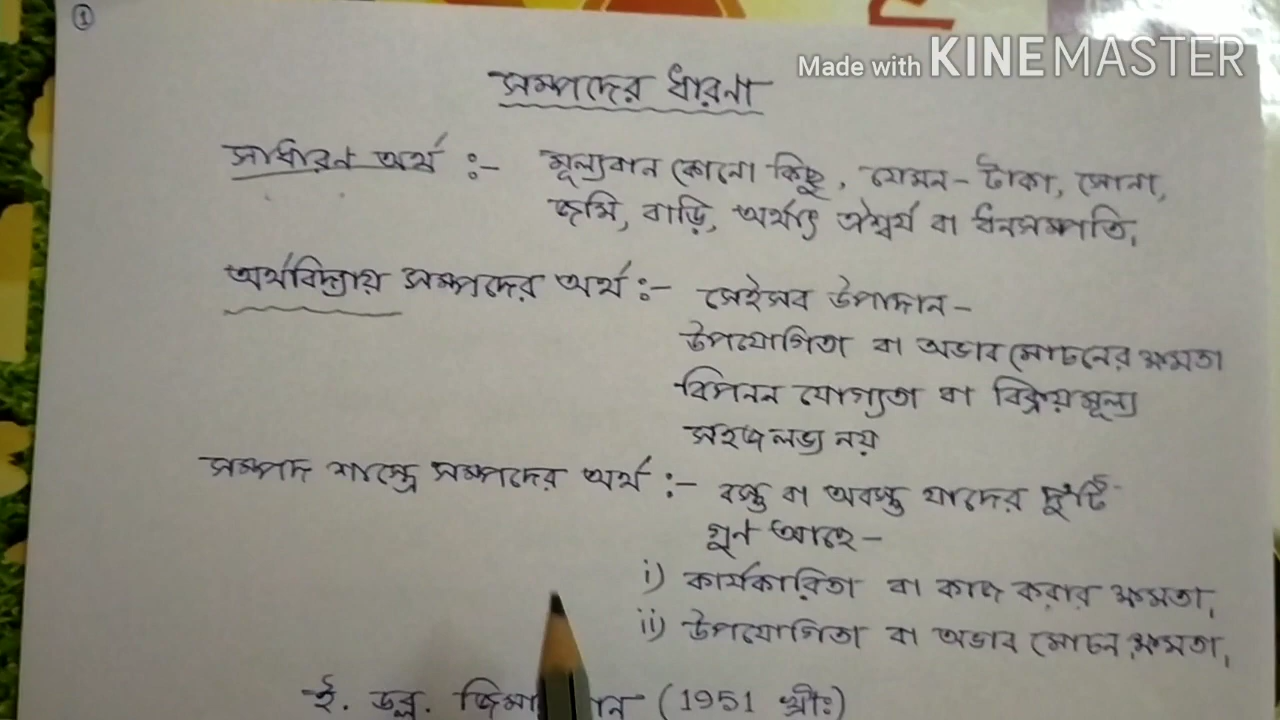 ①
Made with KINEMASTER
সম্পদের ধারনা
সাধারন অর্থ :- মূল্যবান কোনো কিছু, যেমন - টাকা, সোনা,
জমি, বাড়ি, অর্থাৎ ঐশ্বর্য বা ধনসম্পত্তি,
অর্থবিদ্যায় সম্পদের অর্থ :- সেইসব উপাদান -
উপযোগিতা বা অভাব মোচনের ক্ষমতা
বিপনন যোগ্যতা বা বিক্রয়মূল্য
সহজলভ্য নয়
সম্পদ শাস্ত্রে সম্পদের অর্থ :- বস্তু বা অবস্তু যাদের দু'টি
গুন আছে -
i) কার্যকারিতা বা কাজ করার ক্ষমতা,
ii) উপযোগিতা বা অভাব মোচন ক্ষমতা,
ই. ডব্লু. (1951 খ্রীঃ)